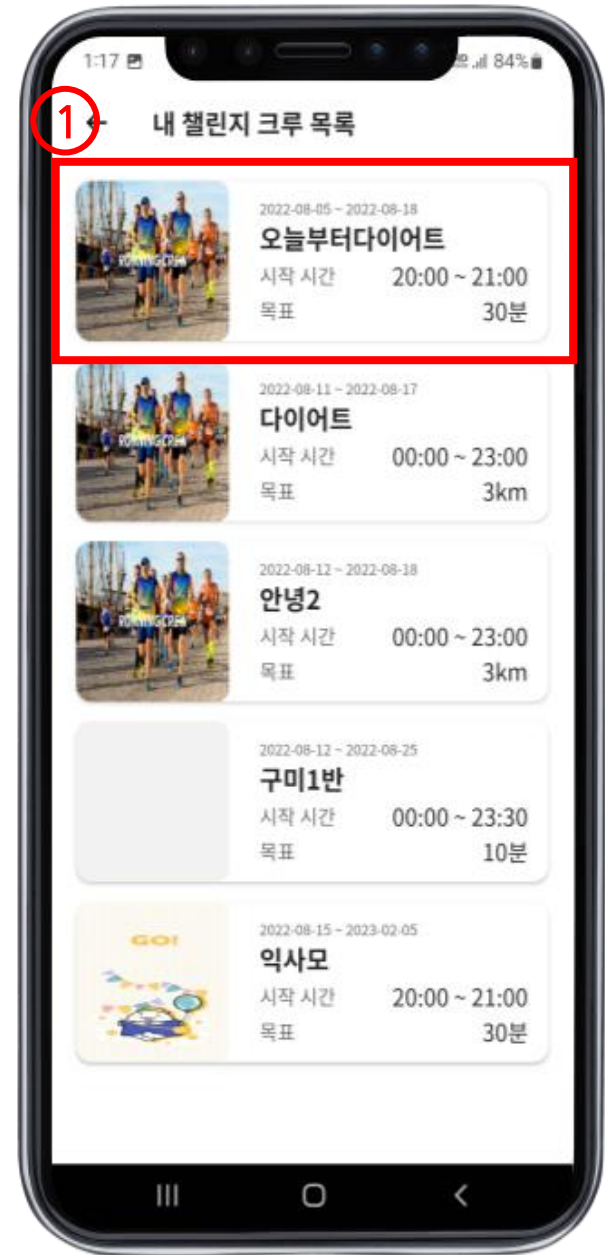 1:17 84%
1
← 내 챌린지 크루 목록
2022-08-05 ~ 2022-08-18
오늘부터다이어트
시작 시간 20:00 ~ 21:00
목표 30분
RUNNINGCREW
2022-08-11 ~ 2022-08-17
다이어트
시작 시간 00:00 ~ 23:00
목표 3km
RUNNINGCREW
2022-08-12 ~ 2022-08-18
안녕2
시작 시간 00:00 ~ 23:00
목표 3km
RUNNINGCREW
2022-08-12 ~ 2022-08-25
구미1반
시작 시간 00:00 ~ 23:30
목표 10분
GO!
2022-08-15 ~ 2023-02-05
익사모
시작 시간 20:00 ~ 21:00
목표 30분